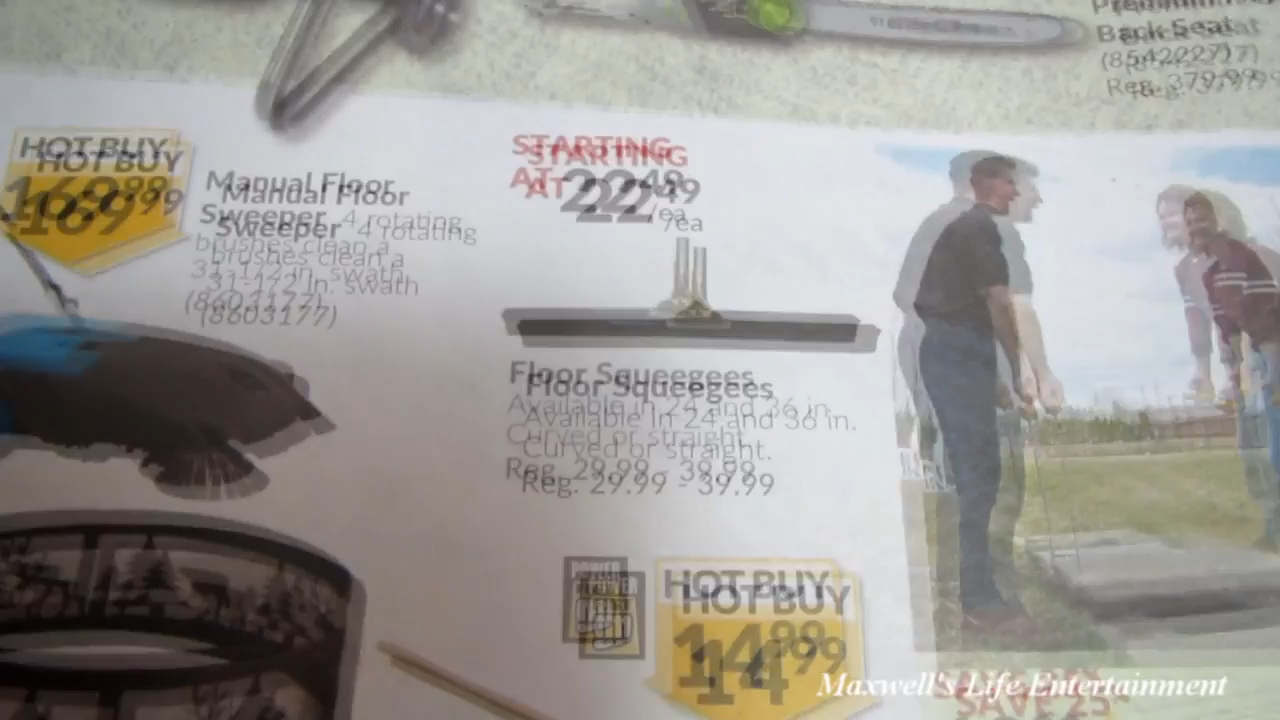 Back Seat
(8542227)
Reg. 379.99
HOT BUY
169 99
Manual Floor
Sweeper 4 rotating
brushes clean a
31-1/2 in. swath
(8603177)
STARTING
AT 22 49
/ea
Floor Squeegees
Available in 24 and 36 in.
Curved or straight.
Reg. 29.99 - 39.99
HOT BUY
14 99
SAVE 25
Maxwell's Life Entertainment